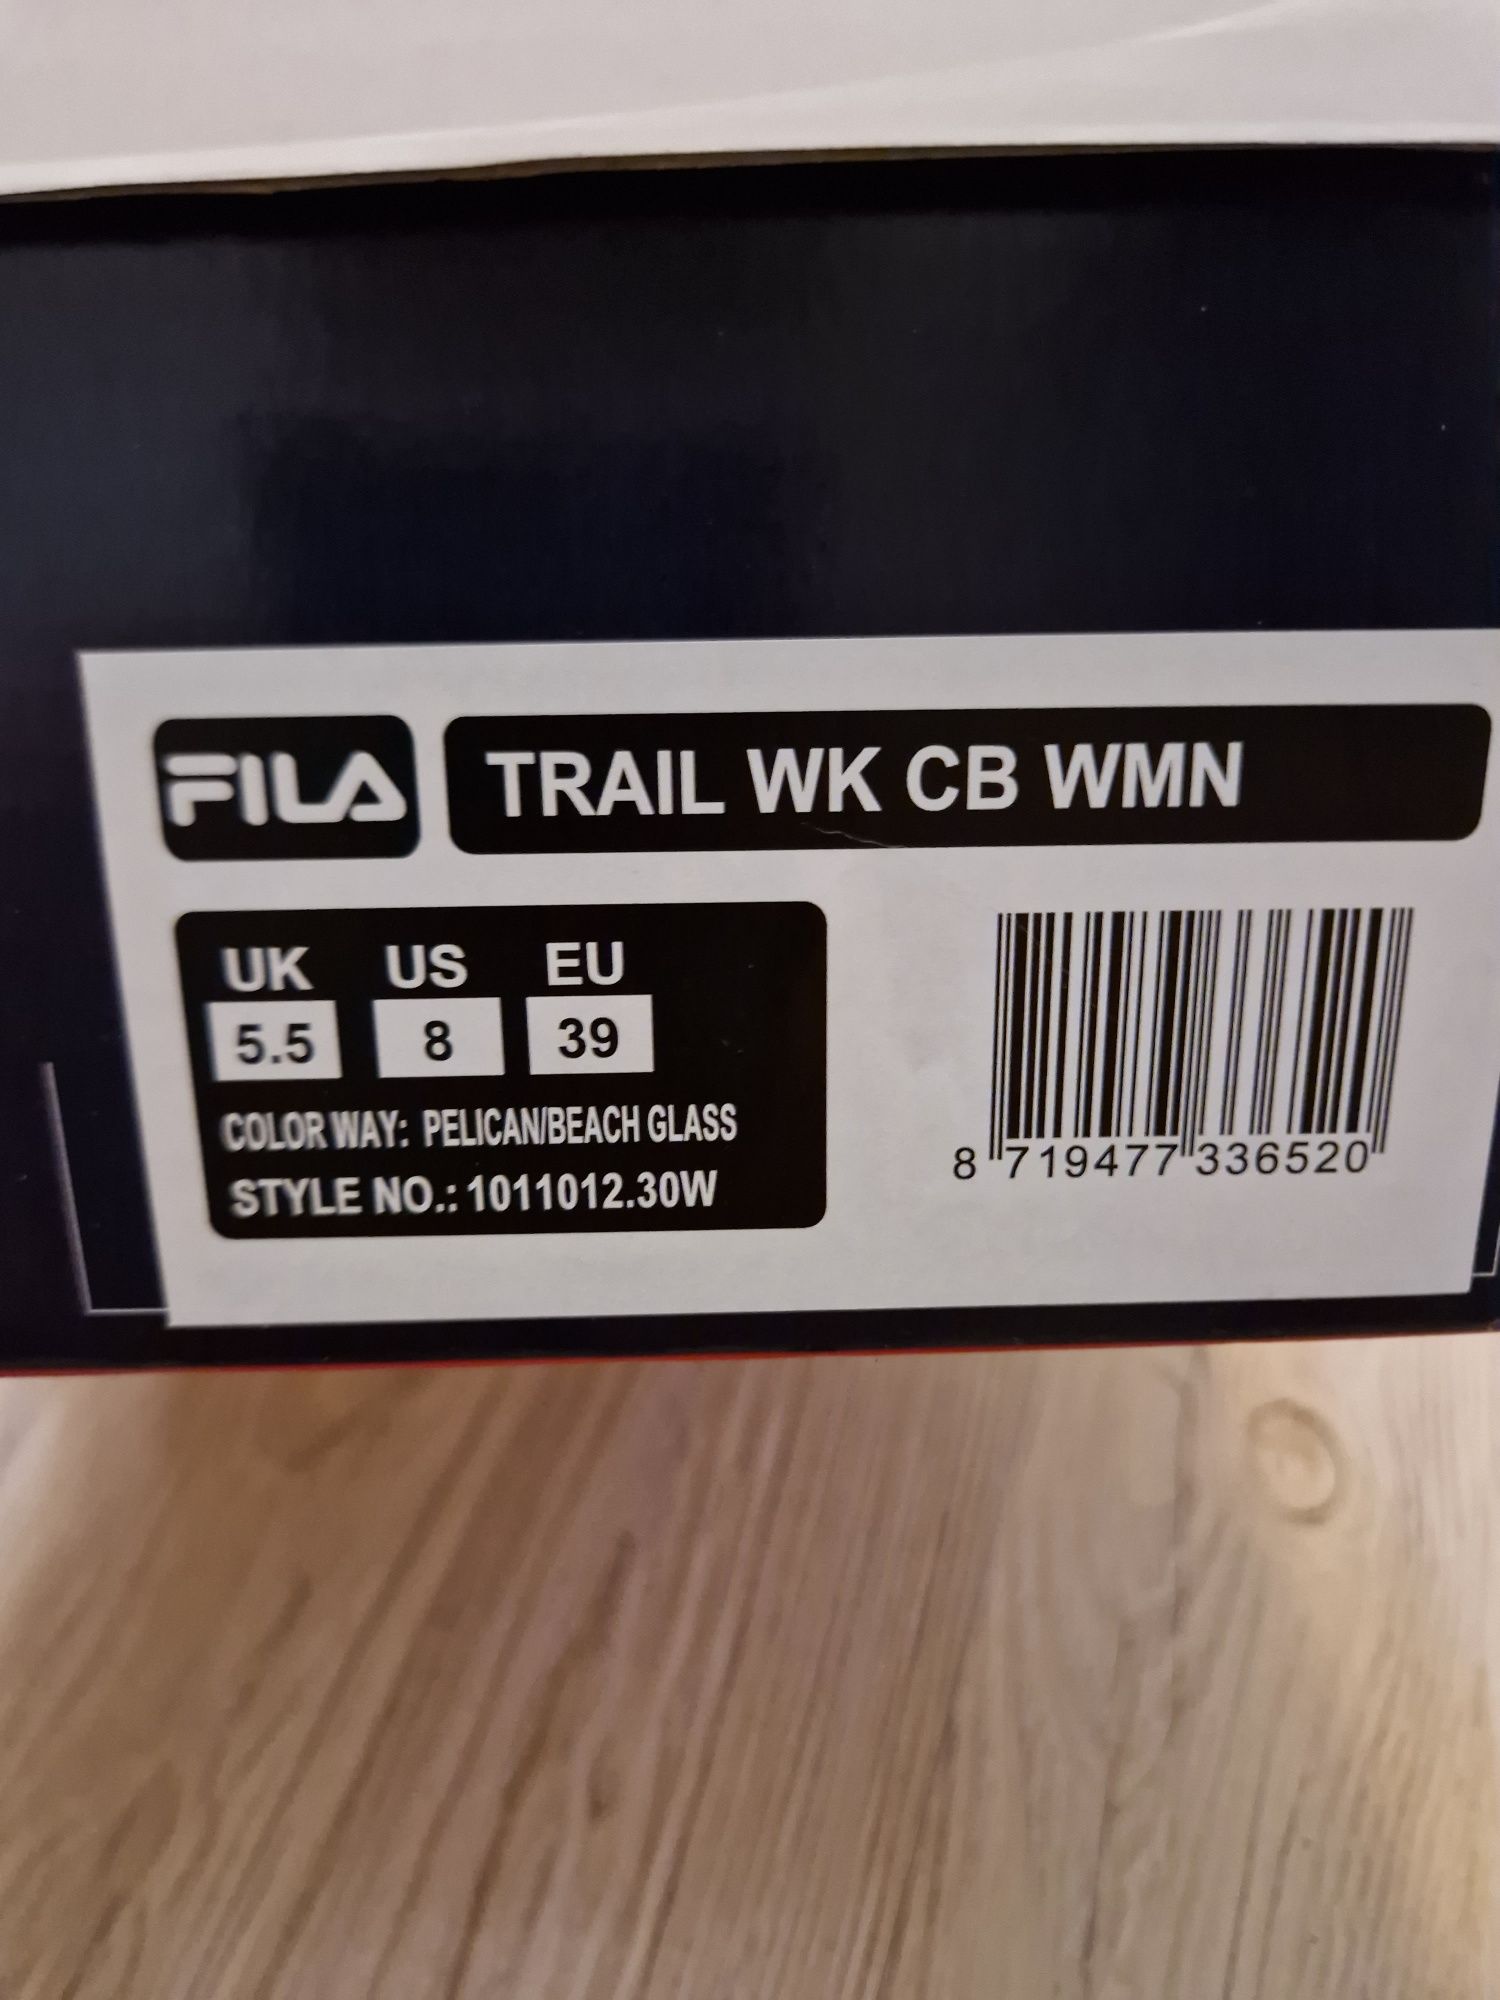 FILA
TRAIL WK CB WMN
UK US EU
5.5 8 39
COLOR WAY: PELICAN/BEACH GLASS
STYLE NO.: 1011012.30W
8 719477 336520